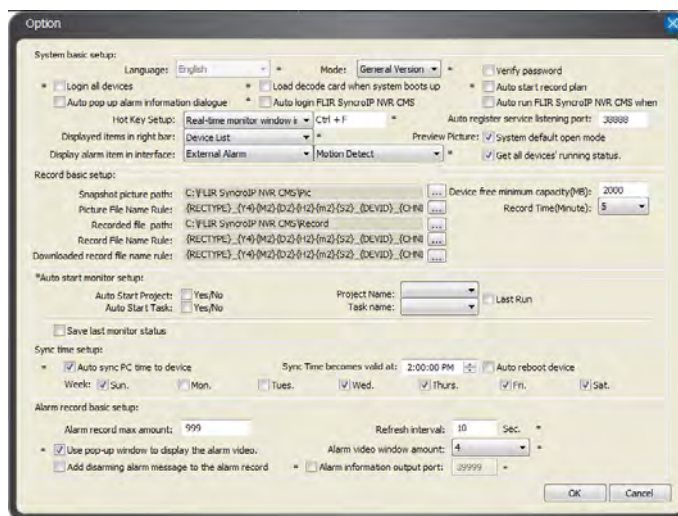 Option
System basic setup:
Language: English * Mode: General Version * Verify password
* Login all devices * Load decode card when system boots up * Auto start record plan
Auto pop up alarm information dialogue * Auto login FLIR SyncroIP NVR CMS Auto run FLIR SyncroIP NVR CMS when
Hot Key Setup: Real-time monitor window i Ctrl + F * Auto register service listening port: 38888
Displayed items in right bar: Device List * Preview Picture: System default open mode
Display alarm item in interface: External Alarm Motion Detect * Get all devices' running status.
Record basic setup:
Snapshot picture path: C:\FLIR SyncroIP NVR CMS\Pic ... Device free minimum capacity(MB): 2000
Picture File Name Rule: {RECTYPE}_{Y4}{M2}{D2}{H2}{m2}{S2}_{DEVID}_{CHNI ... Record Time(Minute): 5
Recorded file path: C:\FLIR SyncroIP NVR CMS\Record ...
Record File Name Rule: {RECTYPE}_{Y4}{M2}{D2}{H2}{m2}{S2}_{DEVID}_{CHNI ...
Downloaded record file name rule: {RECTYPE}_{Y4}{M2}{D2}{H2}{m2}{S2}_{DEVID}_{CHNI ...
*Auto start monitor setup:
Auto Start Project: Yes/No Project Name: Last Run
Auto Start Task: Yes/No Task name:
Save last monitor status
Sync time setup:
* Auto sync PC time to device Sync Time becomes valid at: 2:00:00 PM Auto reboot device
Week: Sun. Mon. Tues. Wed. Thurs. Fri. Sat.
Alarm record basic setup:
Alarm record max amount: 999 Refresh interval: 10 Sec. *
* Use pop-up window to display the alarm video. Alarm video window amount: 4 *
Add disarming alarm message to the alarm record * Alarm information output port: 39999 *
OK Cancel